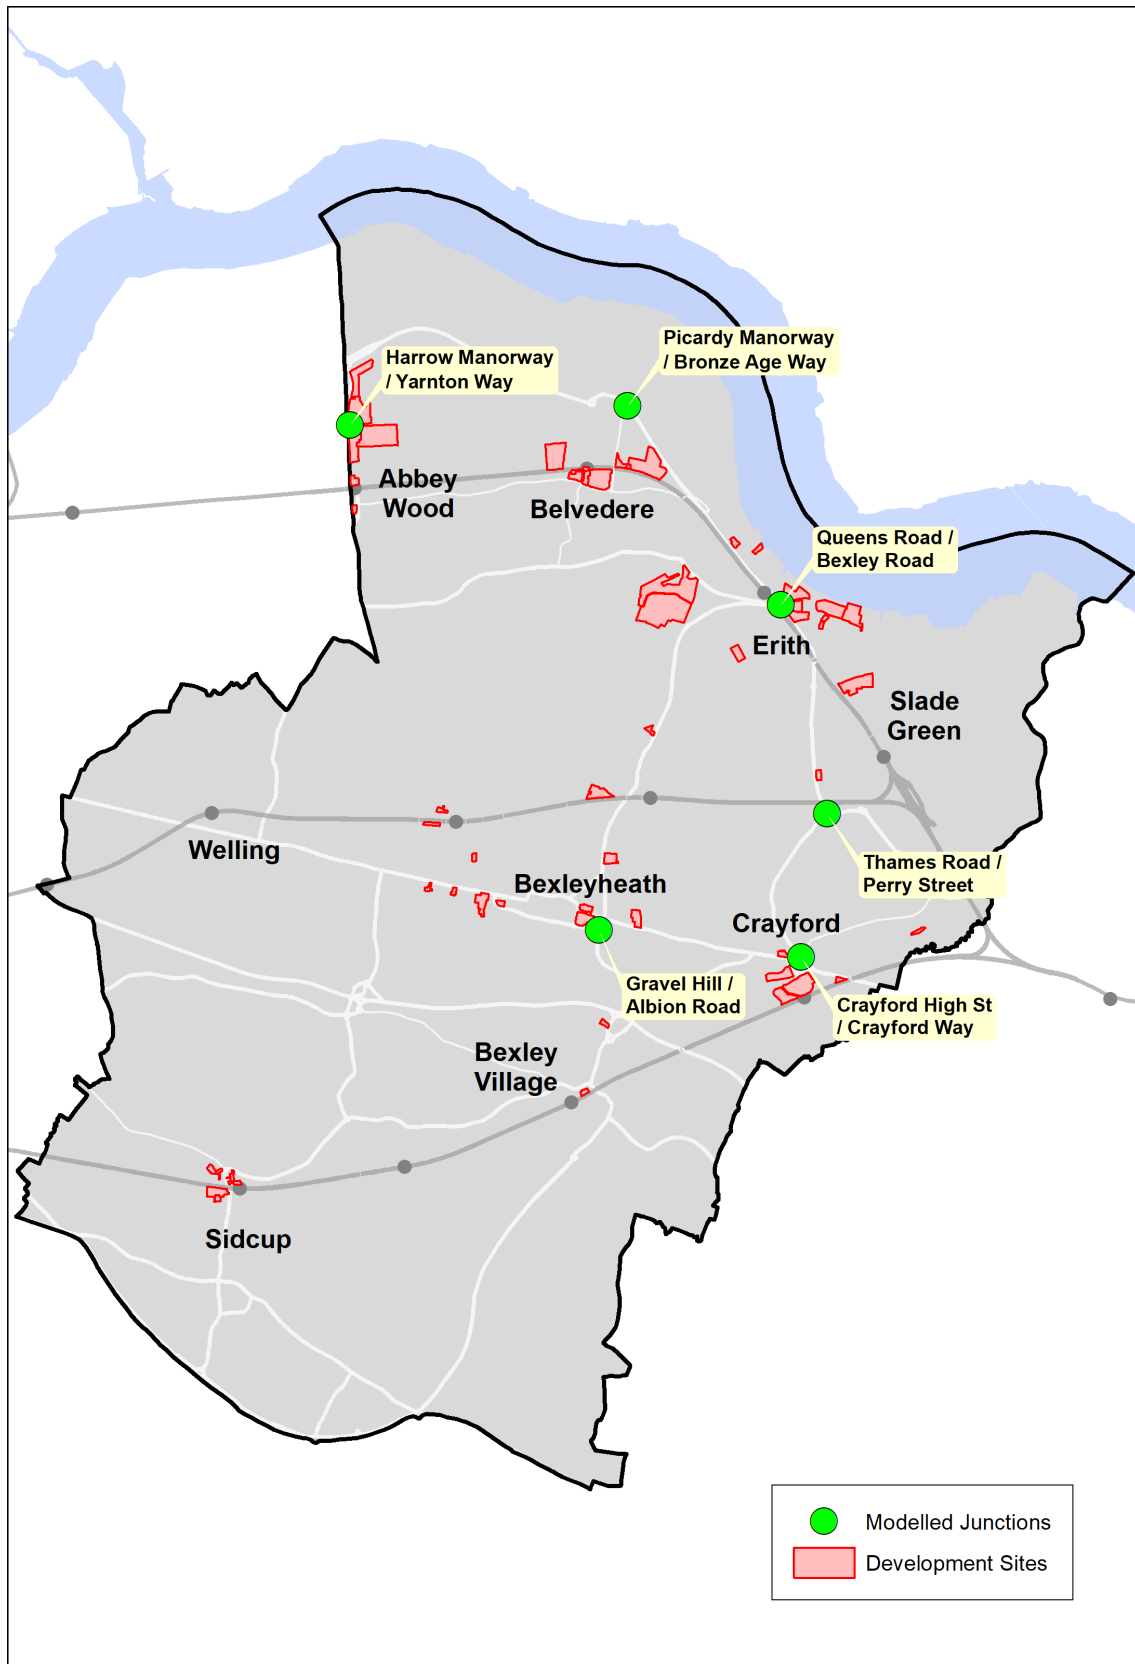 Picardy Manorway
/ Bronze Age Way
Harrow Manorway
/ Yarnton Way
Abbey
Wood
Belvedere
Queens Road /
Bexley Road
Erith
Slade
Green
Welling
Thames Road /
Perry Street
Bexleyheath
Crayford
Gravel Hill /
Albion Road
Crayford High St
/ Crayford Way
Bexley
Village
Sidcup
Modelled Junctions
Development Sites